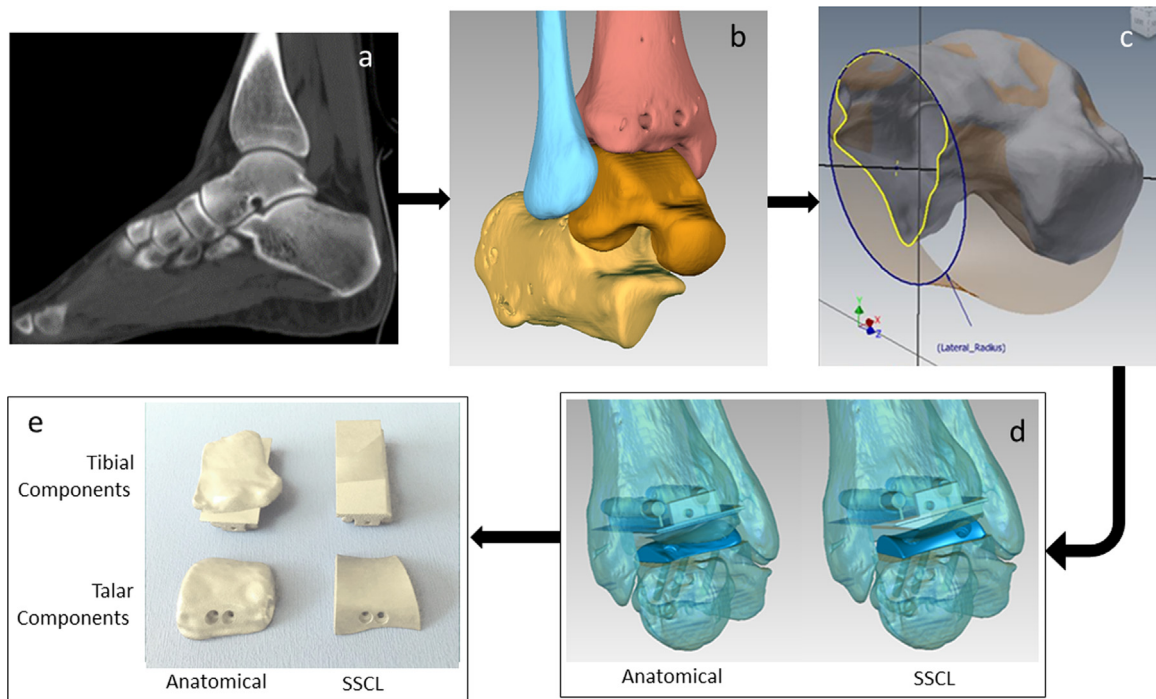 a
b
c
Y
X
Z
(Lateral_Radius)
e
Tibial
Components
Talar
Components
Anatomical
SSCL
d
Anatomical
SSCL